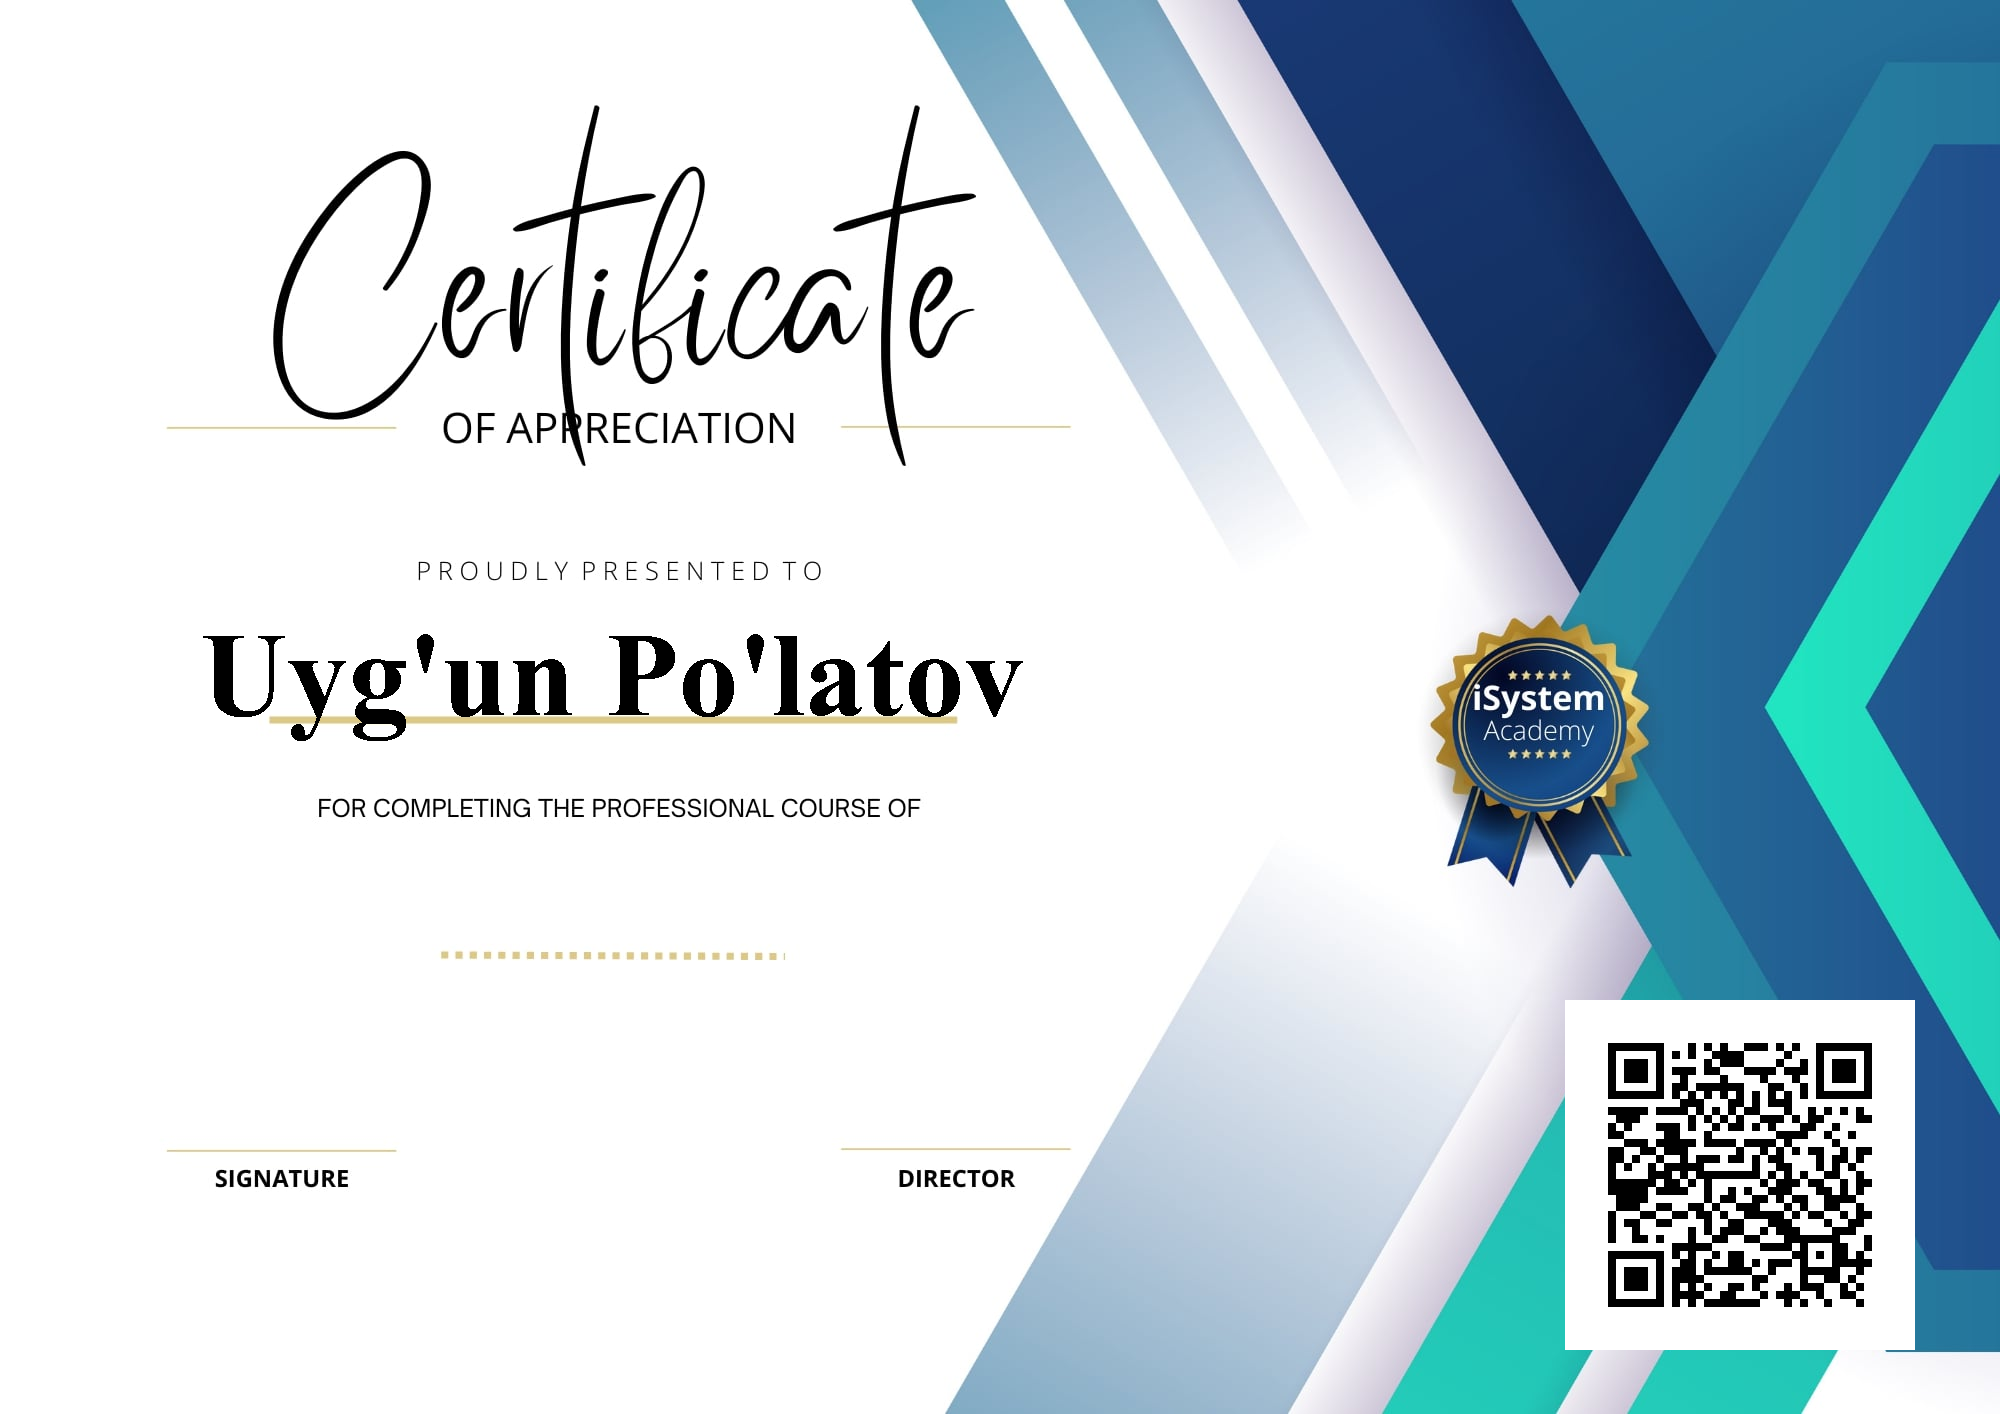 Certificate
OF APPRECIATION
PROUDLY PRESENTED TO
Uyg'un Po'latov
FOR COMPLETING THE PROFESSIONAL COURSE OF
iSystem
Academy
SIGNATURE
DIRECTOR